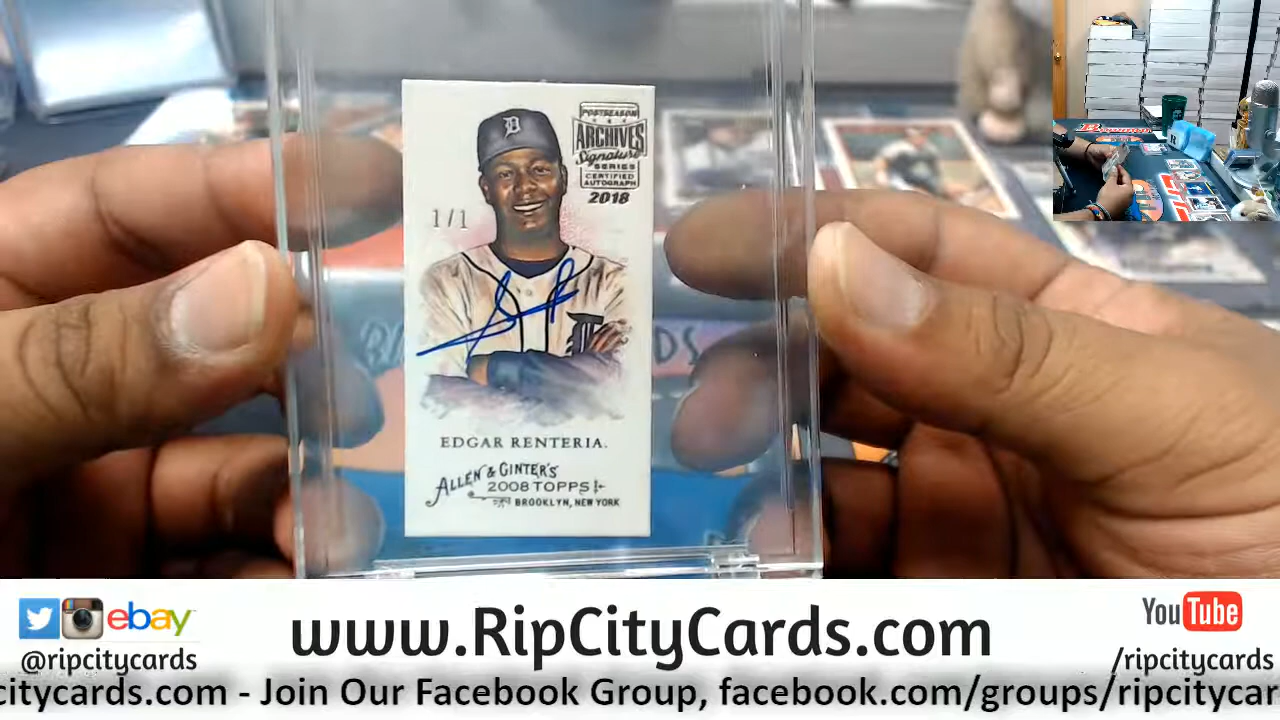 POSTSEASON
ARCHIVES
Signature
SERIES
CERTIFIED
AUTOGRAPH
2018
1/1
D
EDGAR RENTERIA.
ALLEN & GINTER'S
2008 TOPPS
BROOKLYN, NEW YORK
ebay
www.RipCityCards.com
YouTube
@ripcitycards
/ripcitycards
citycards.com - Join Our Facebook Group, facebook.com/groups/ripcitycar